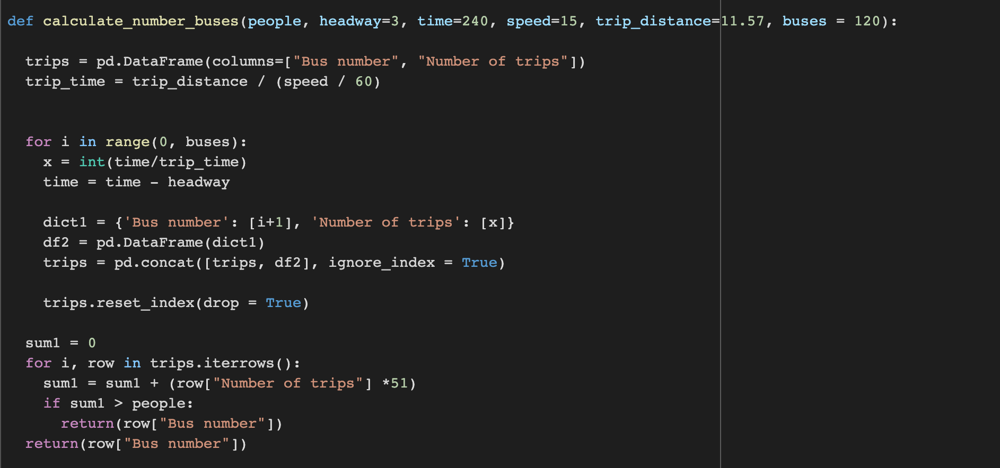 def calculate_number_buses(people, headway=3, time=240, speed=15, trip_distance=11.57, buses = 120):
trips = pd.DataFrame(columns=["Bus number", "Number of trips"])
trip_time = trip_distance / (speed / 60)
for i in range(0, buses):
x = int(time/trip_time)
time = time - headway
dict1 = {'Bus number': [i+1], 'Number of trips': [x]}
df2 = pd.DataFrame(dict1)
trips = pd.concat([trips, df2], ignore_index = True)
trips.reset_index(drop = True)
sum1 = 0
for i, row in trips.iterrows():
sum1 = sum1 + (row["Number of trips"] *51)
if sum1 > people:
return(row["Bus number"])
return(row["Bus number"])